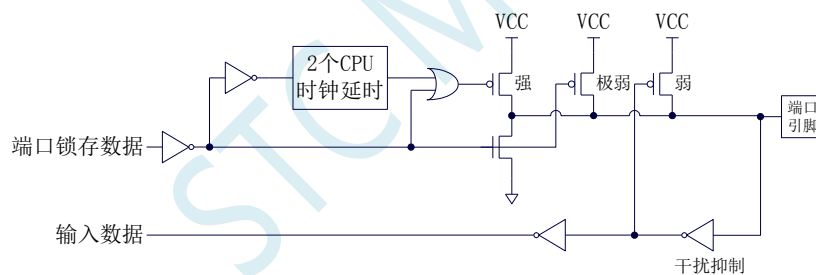 VCC VCC VCC
2个CPU
时钟延时
强
极弱
弱
端口
引脚
端口锁存数据
输入数据
干扰抑制
STCM